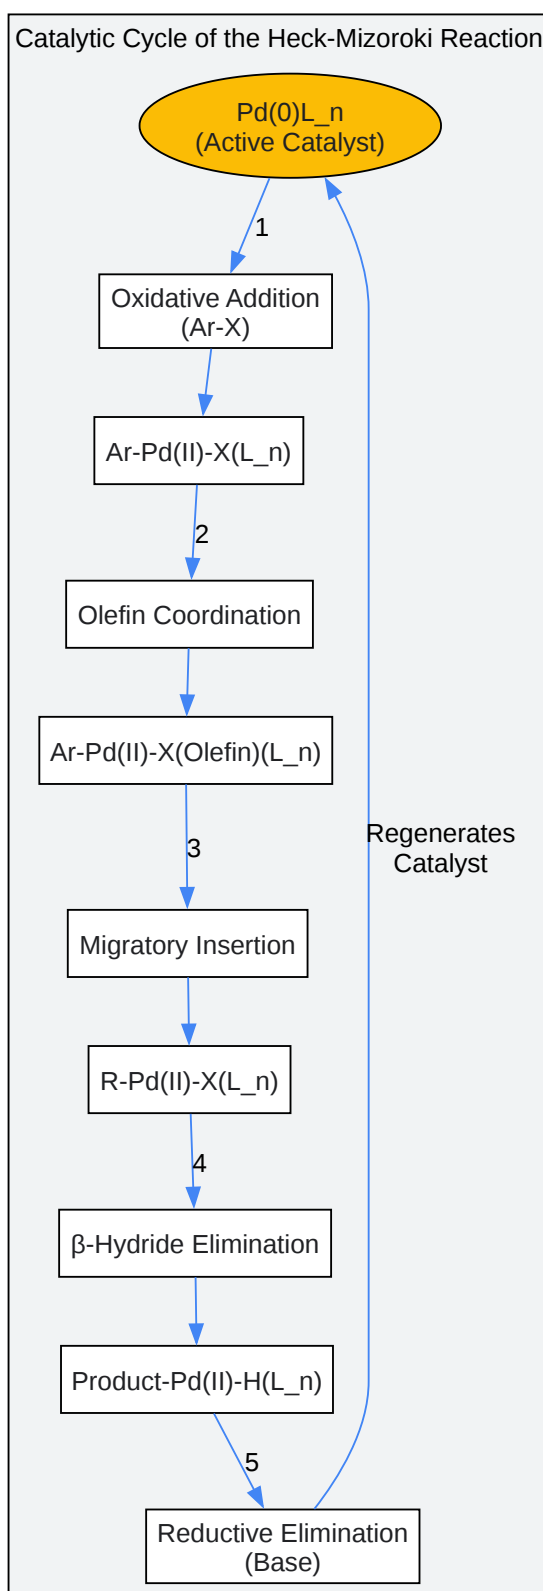 Catalytic Cycle of the Heck-Mizoroki Reaction
Pd(0)L_n
(Active Catalyst)
1
Oxidative Addition
(Ar-X)
Ar-Pd(II)-X(L_n)
2
Olefin Coordination
Ar-Pd(II)-X(Olefin)(L_n)
3
Regenerates
Catalyst
Migratory Insertion
R-Pd(II)-X(L_n)
4
β-Hydride Elimination
Product-Pd(II)-H(L_n)
5
Reductive Elimination
(Base)